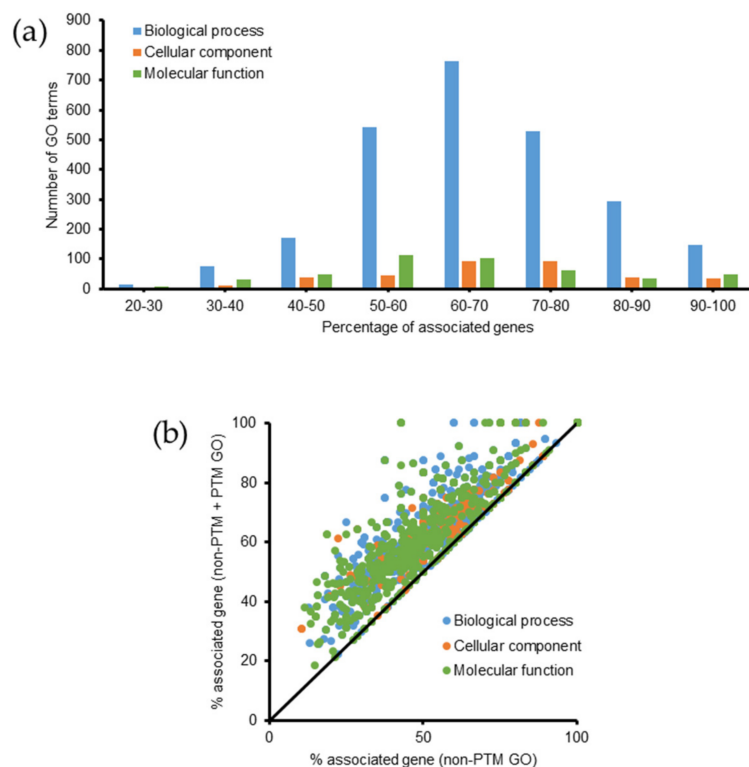 (a)
900
800
700
600
500
400
300
200
100
0
Numnber of GO terms
Biological process
Cellular component
Molecular function
20-30 30-40 40-50 50-60 60-70 70-80 80-90 90-100
Percentage of associated genes
(b)
100
80
60
40
20
0
% associated gene (non-PTM + PTM GO)
Biological process
Cellular component
Molecular function
0 50 100
% associated gene (non-PTM GO)